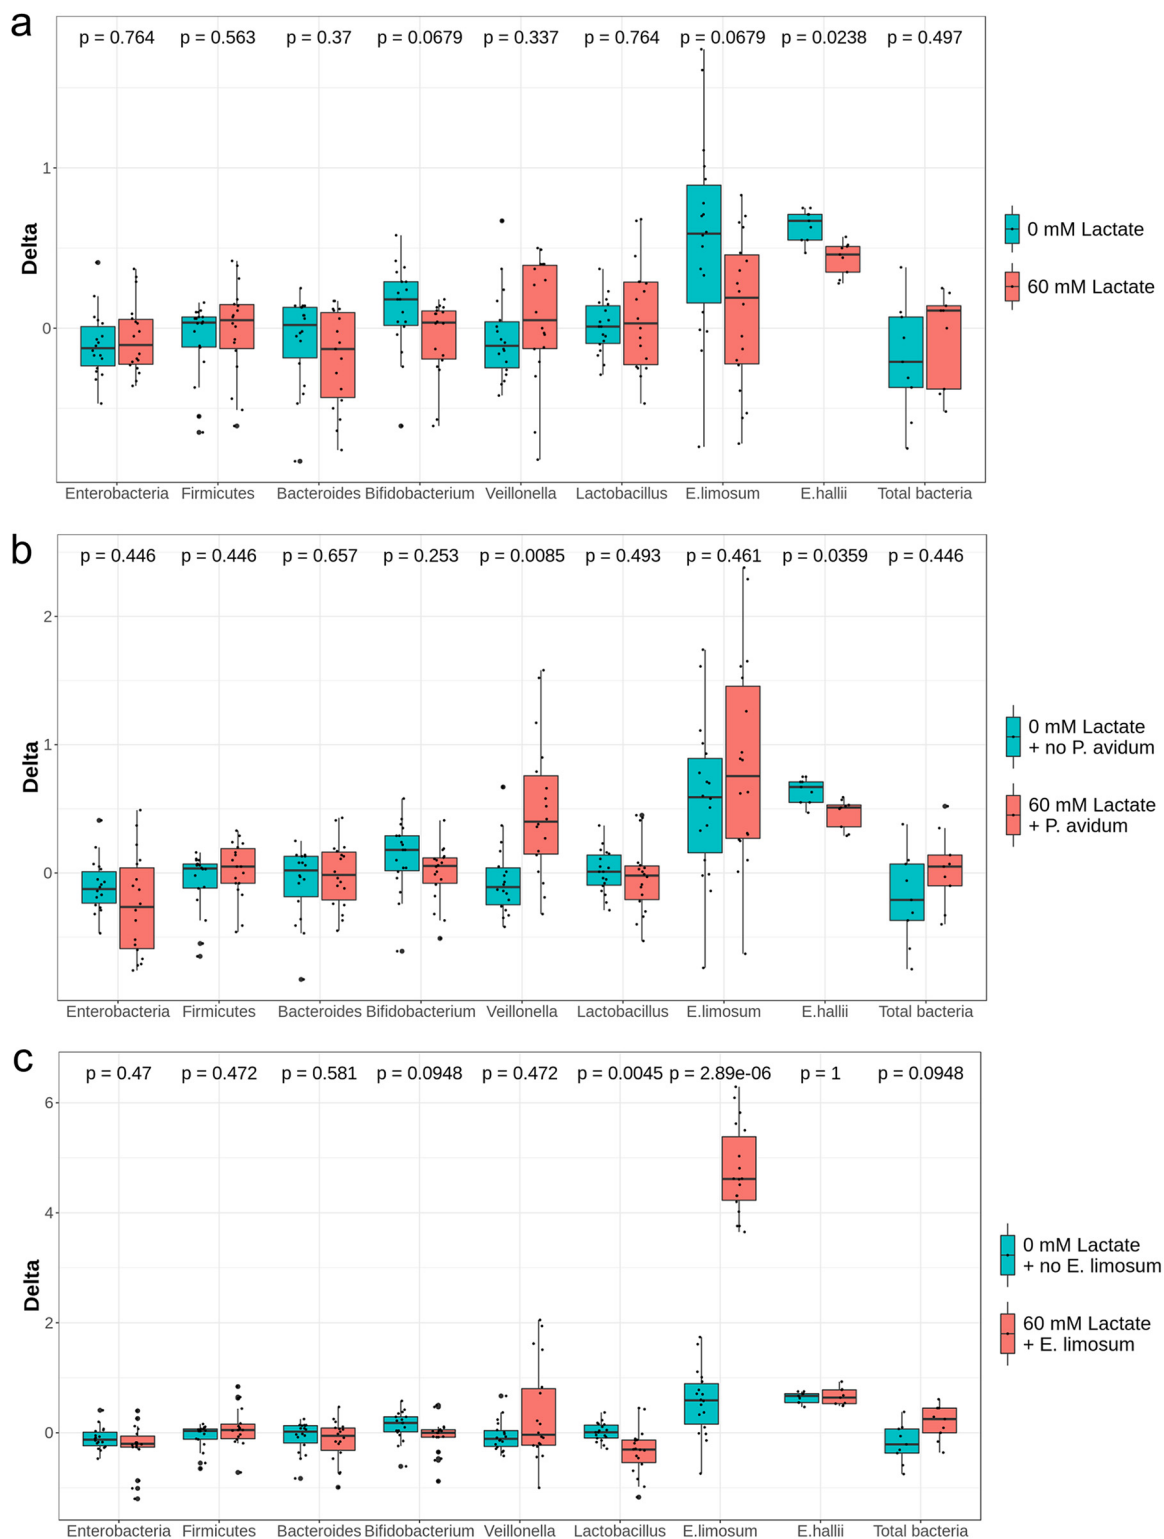 a
p = 0.764 p = 0.563 p = 0.37 p = 0.0679 p = 0.337 p = 0.764 p = 0.0679 p = 0.0238 p = 0.497
1
0
Delta
0 mM Lactate
60 mM Lactate
Enterobacteria Firmicutes Bacteroides Bifidobacterium Veillonella Lactobacillus E.limosum E.hallii Total bacteria
b
p = 0.446 p = 0.446 p = 0.657 p = 0.253 p = 0.0085 p = 0.493 p = 0.461 p = 0.0359 p = 0.446
2
1
0
Delta
0 mM Lactate
+ no P. avidum
60 mM Lactate
+ P. avidum
Enterobacteria Firmicutes Bacteroides Bifidobacterium Veillonella Lactobacillus E.limosum E.hallii Total bacteria
c
p = 0.47 p = 0.472 p = 0.581 p = 0.0948 p = 0.472 p = 0.0045 p = 2.89e-06 p = 1 p = 0.0948
6
4
2
0
Delta
0 mM Lactate
+ no E. limosum
60 mM Lactate
+ E. limosum
Enterobacteria Firmicutes Bacteroides Bifidobacterium Veillonella Lactobacillus E.limosum E.hallii Total bacteria